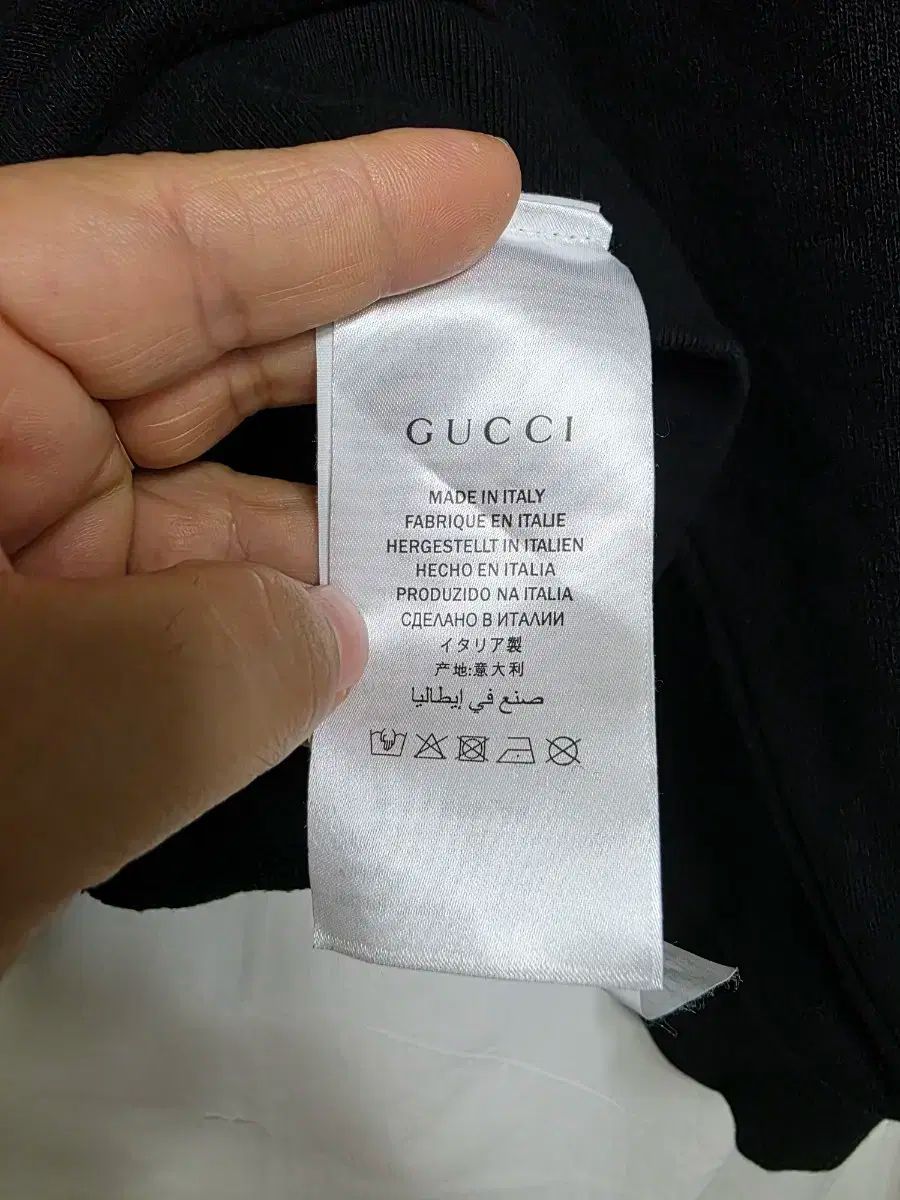 GUCCI
MADE IN ITALY
FABRIQUE EN ITALIE
HERGESTELLT IN ITALIEN
HECHO EN ITALIA
PRODUZIDO NA ITALIA
СДЕЛАНО В ИТАЛИИ
イタリア製
产地:意大利
صنع في إيطاليا